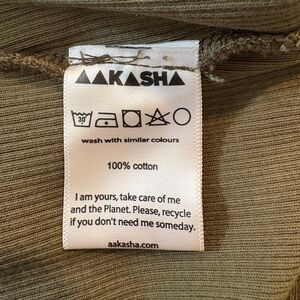 AAKASHA
30
wash with similar colours
100% cotton
I am yours, take care of me
and the Planet. Please, recycle
if you don't need me someday.
aakasha.com